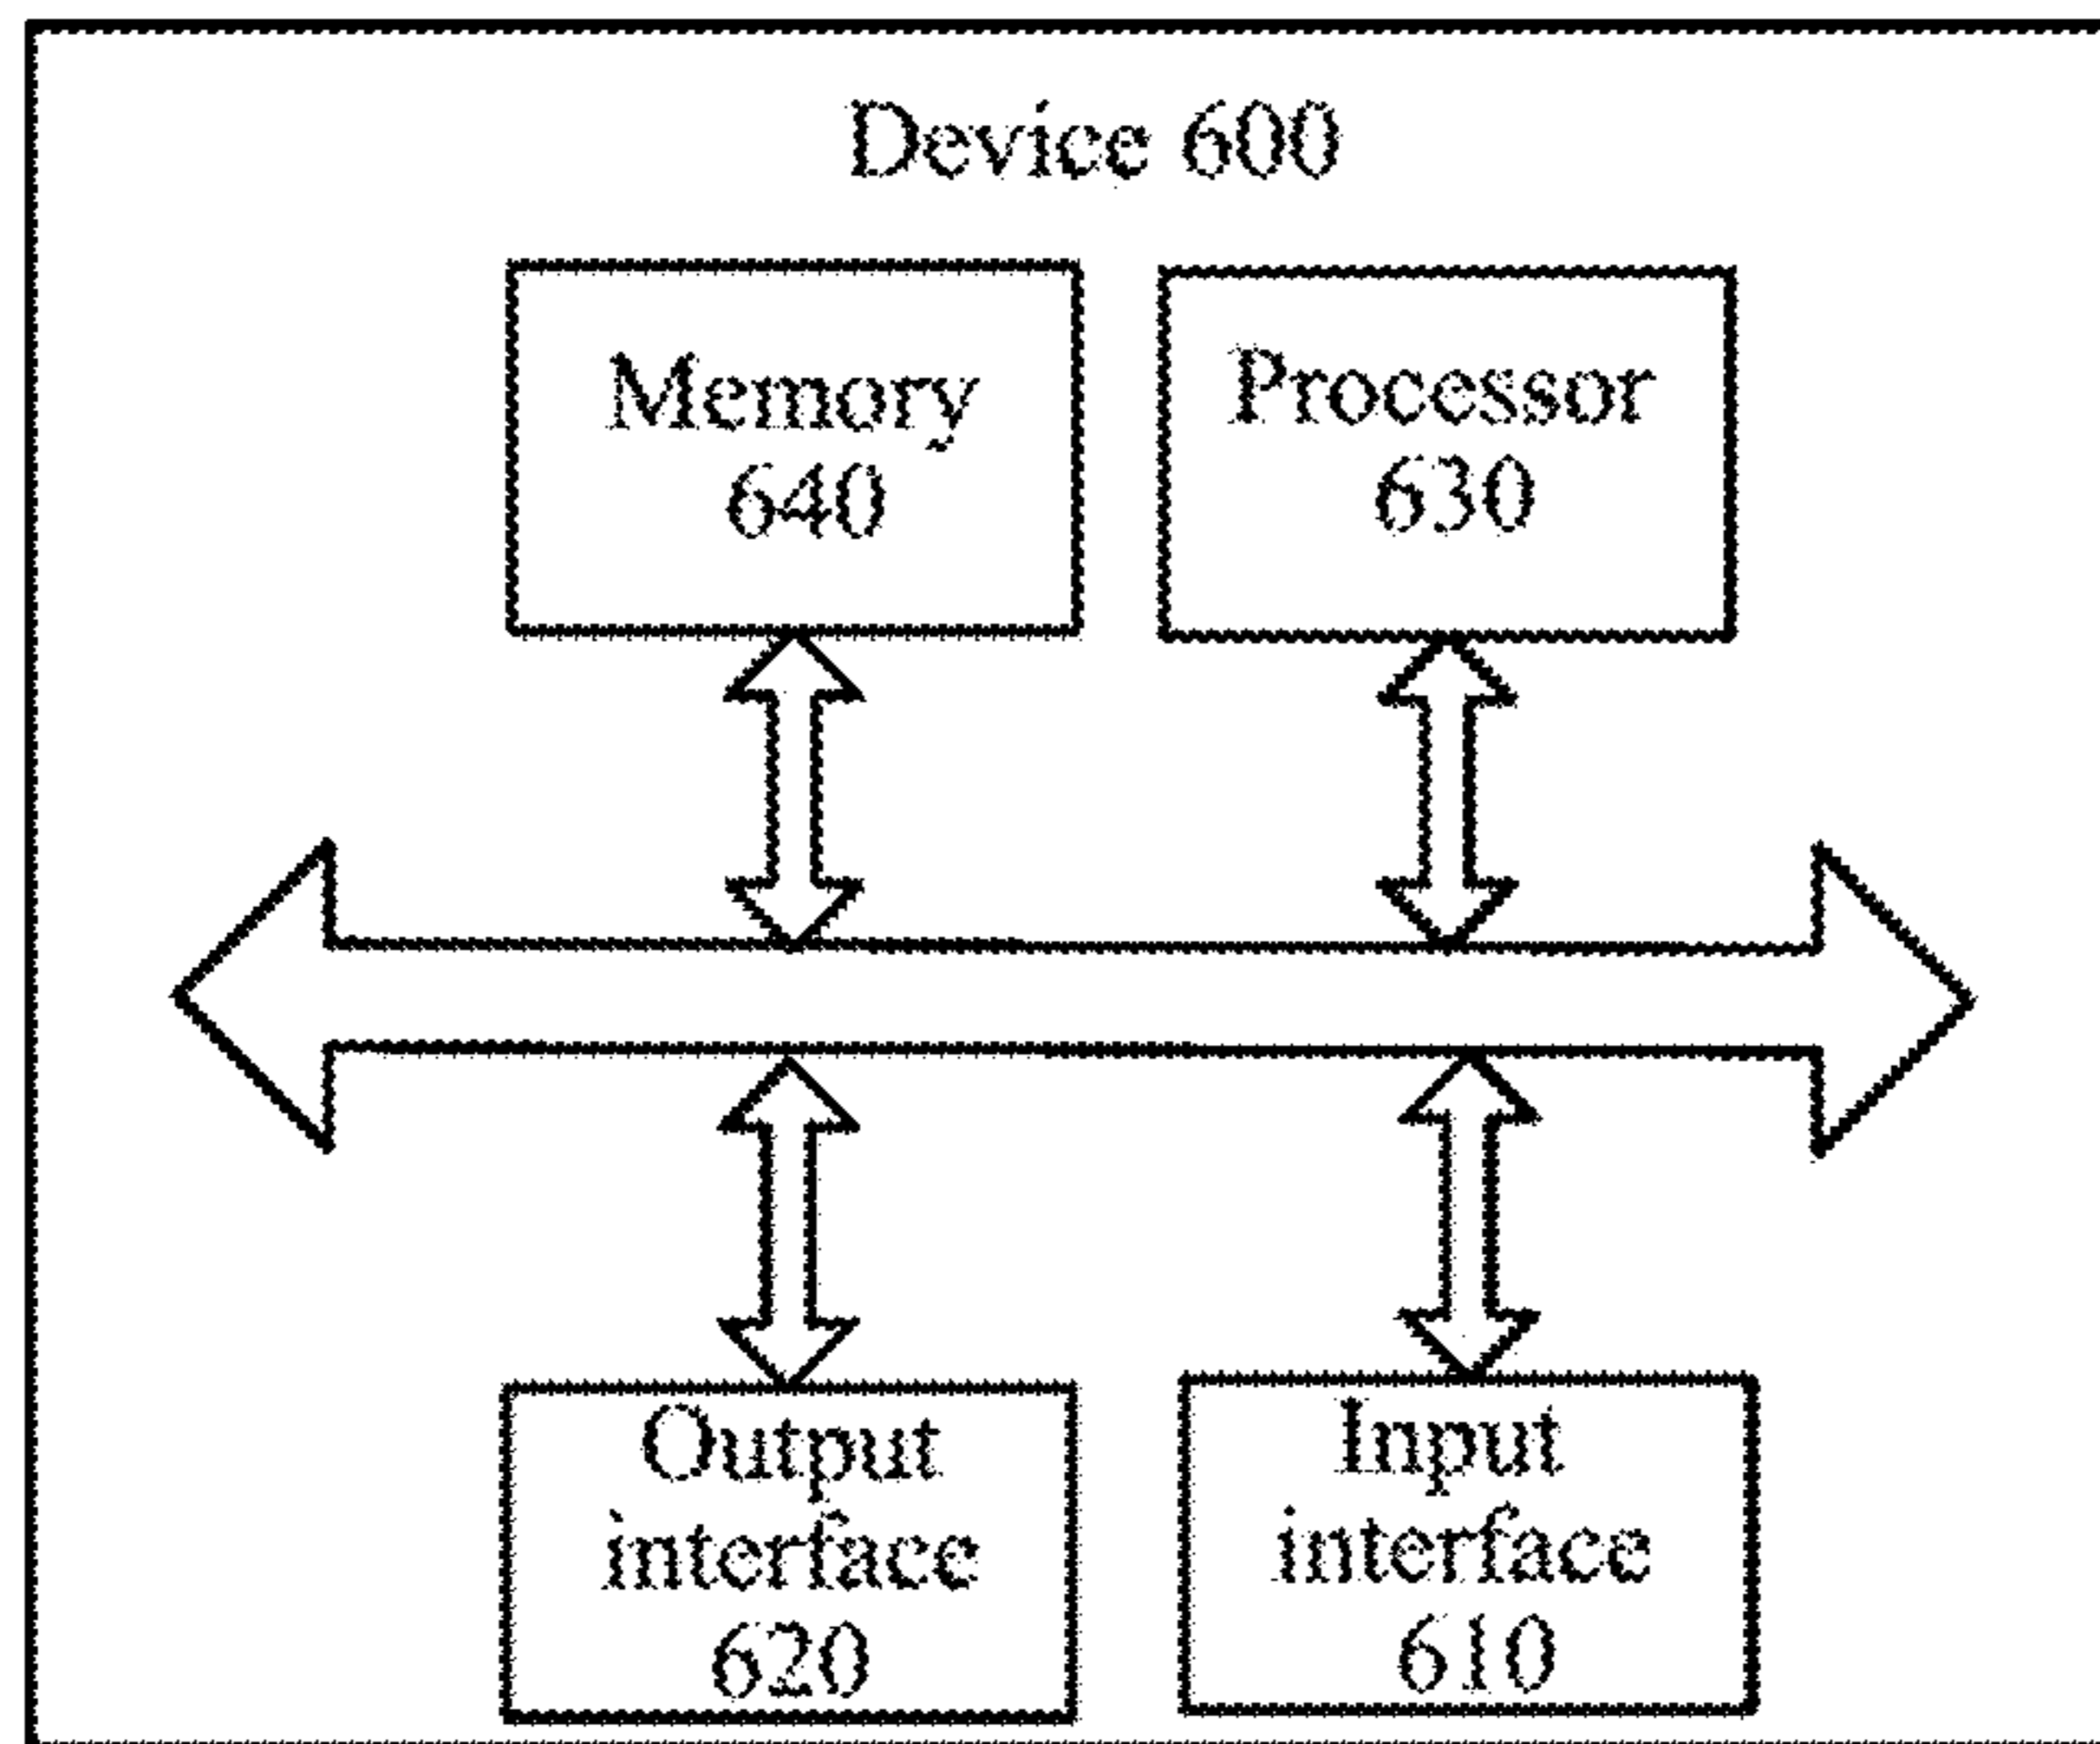 Device 600
Memory
640
Processor
630
Output
interface
620
Input
interface
610